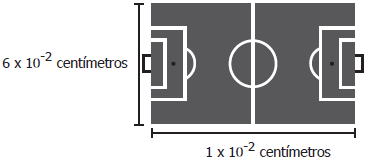 6 x 10⁻² centímetros
1 x 10⁻² centímetros